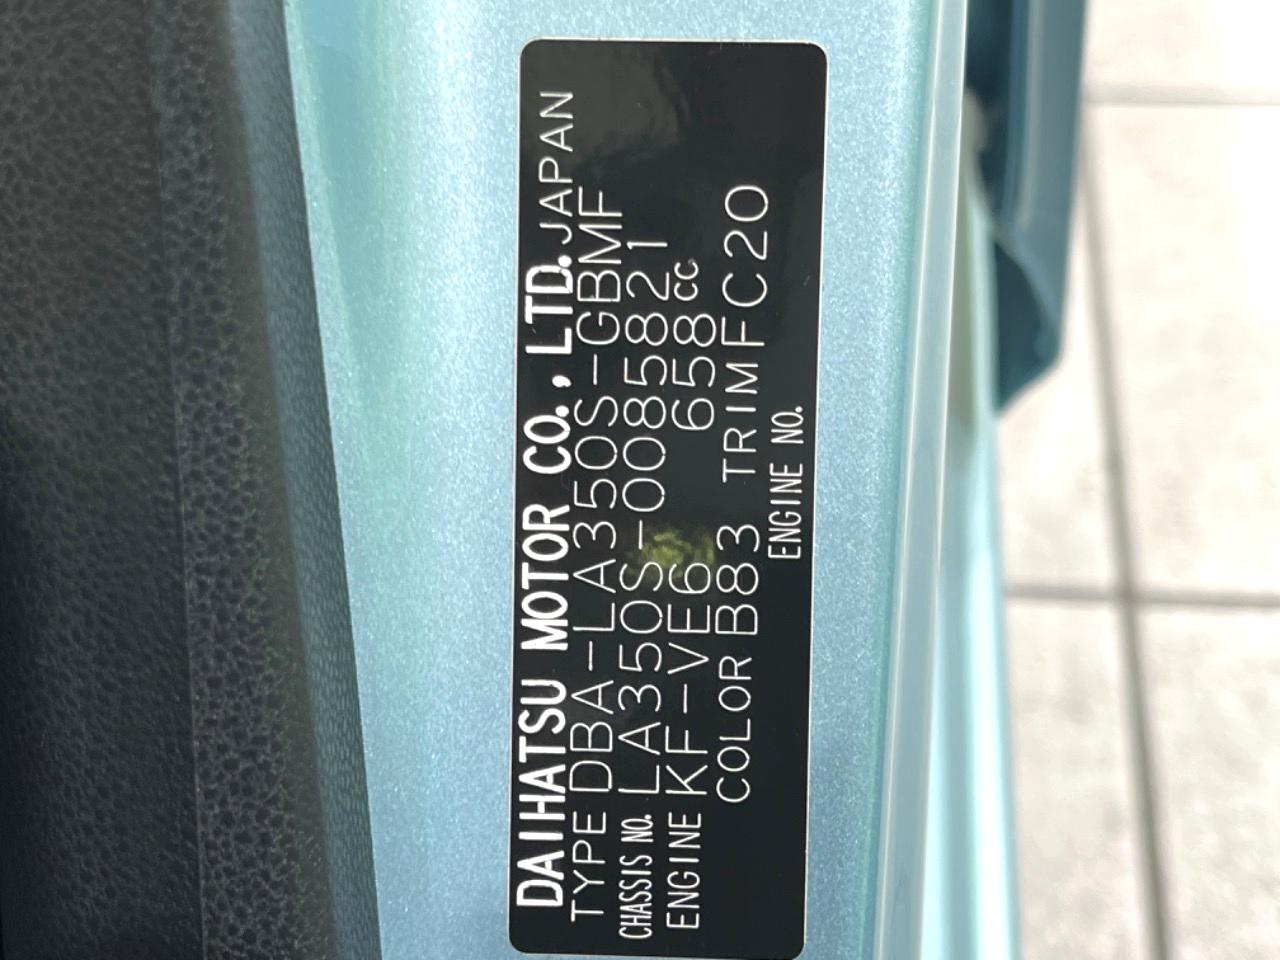 DAIHATSU MOTOR CO., LTD. JAPAN
TYPE DBA-LA350S-GBMF
CHASSIS NO. LA350S-0085821
ENGINE KF-VE6 658cc
COLOR B83 TRIM FC20
ENGINE NO.